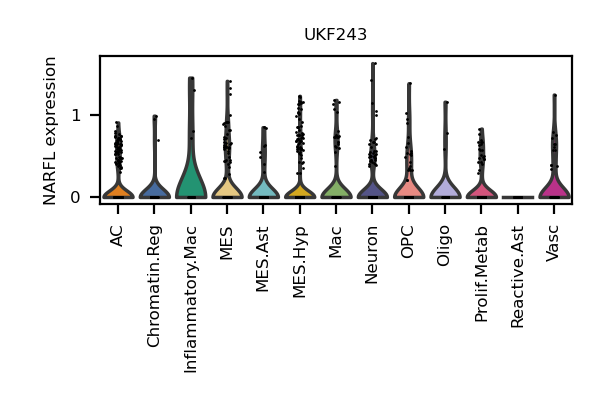 UKF243
NARFL expression
1
0
AC
Chromatin.Reg
Inflammatory.Mac
MES
MES.Ast
MES.Hyp
Mac
Neuron
OPC
Oligo
Prolif.Metab
Reactive.Ast
Vasc